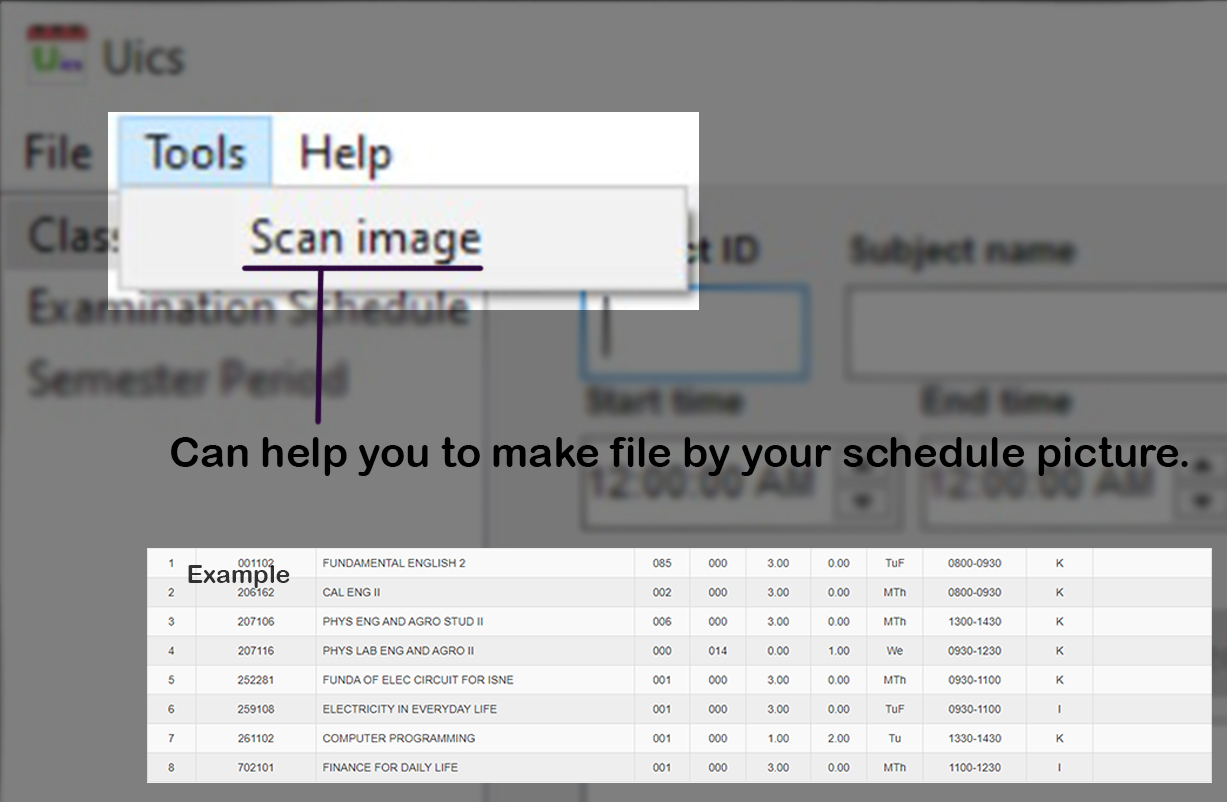 Uics
File Tools Help
Scan image
Class
ct ID Subject name
Examination Schedule
Semester Period
Start time End time
Can help you to make file by your schedule picture.
12:00:00 AM 12:00:00 AM
Example
1 001102 FUNDAMENTAL ENGLISH 2 085 000 3.00 0.00 TuF 0800-0930 K
2 206162 CAL ENG II 002 000 3.00 0.00 MTh 0800-0930 K
3 207106 PHYS ENG AND AGRO STUD II 006 000 3.00 0.00 MTh 1300-1430 K
4 207116 PHYS LAB ENG AND AGRO II 000 014 0.00 1.00 We 0930-1230 K
5 252281 FUNDA OF ELEC CIRCUIT FOR ISNE 001 000 3.00 0.00 MTh 0930-1100 K
6 259108 ELECTRICITY IN EVERYDAY LIFE 001 000 3.00 0.00 TuF 0930-1100 I
7 261102 COMPUTER PROGRAMMING 001 000 1.00 2.00 Tu 1330-1430 K
8 702101 FINANCE FOR DAILY LIFE 001 000 3.00 0.00 MTh 1100-1230 I